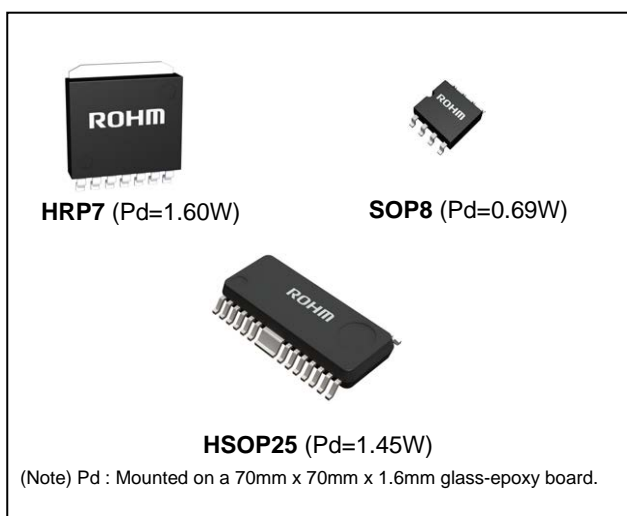 ROHM
ROHM
HRP7 (Pd=1.60W)
SOP8 (Pd=0.69W)
ROHM
HSOP25 (Pd=1.45W)
(Note) Pd : Mounted on a 70mm x 70mm x 1.6mm glass-epoxy board.